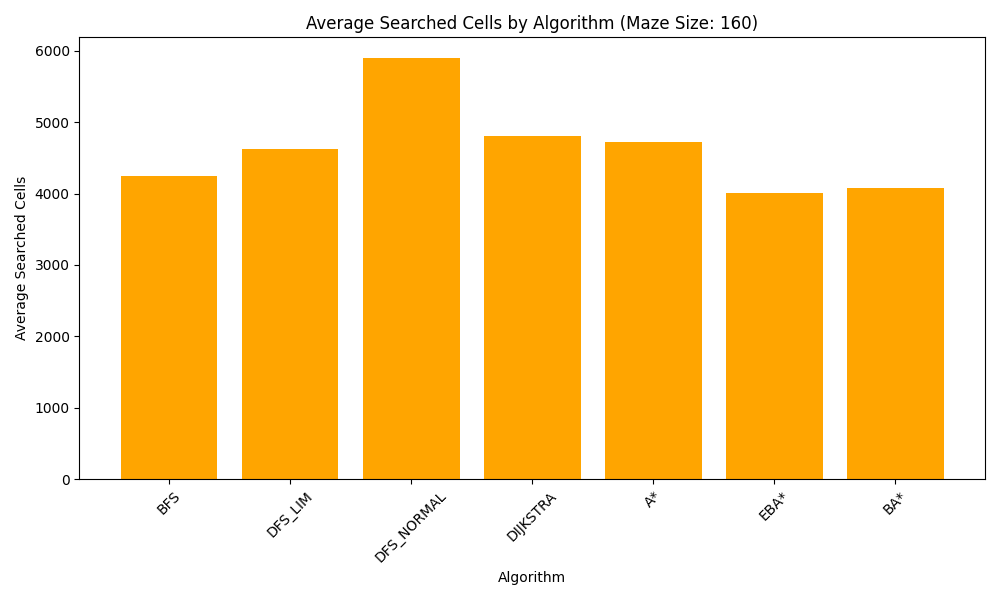 Average Searched Cells by Algorithm (Maze Size: 160)
Average Searched Cells
6000
5000
4000
3000
2000
1000
0
BFS
DFS_LIM
DFS_NORMAL
DIJKSTRA
A*
EBA*
BA*
Algorithm